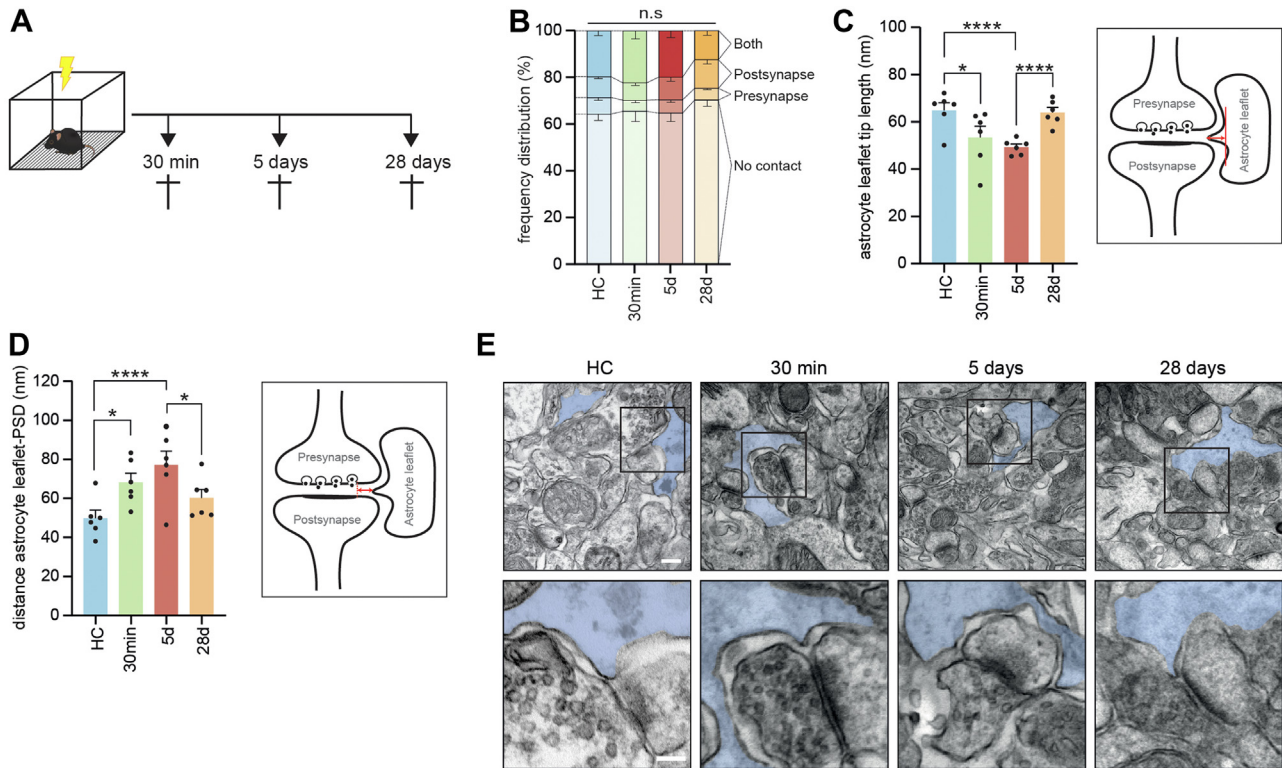 A
30 min
5 days
28 days
B
n.s
frequency distribution (%)
100
80
60
40
20
0
HC
30min
5d
28d
Both
Postsynapse
Presynapse
No contact
C
astrocyte leaflet tip length (nm)
100
80
60
40
20
0
****
*
****
HC
30min
5d
28d
Presynapse
Postsynapse
Astrocyte leaflet
D
distance astrocyte leaflet-PSD (nm)
120
100
80
60
40
20
0
****
*
*
HC
30min
5d
28d
Presynapse
Postsynapse
Astrocyte leaflet
E
HC
30 min
5 days
28 days